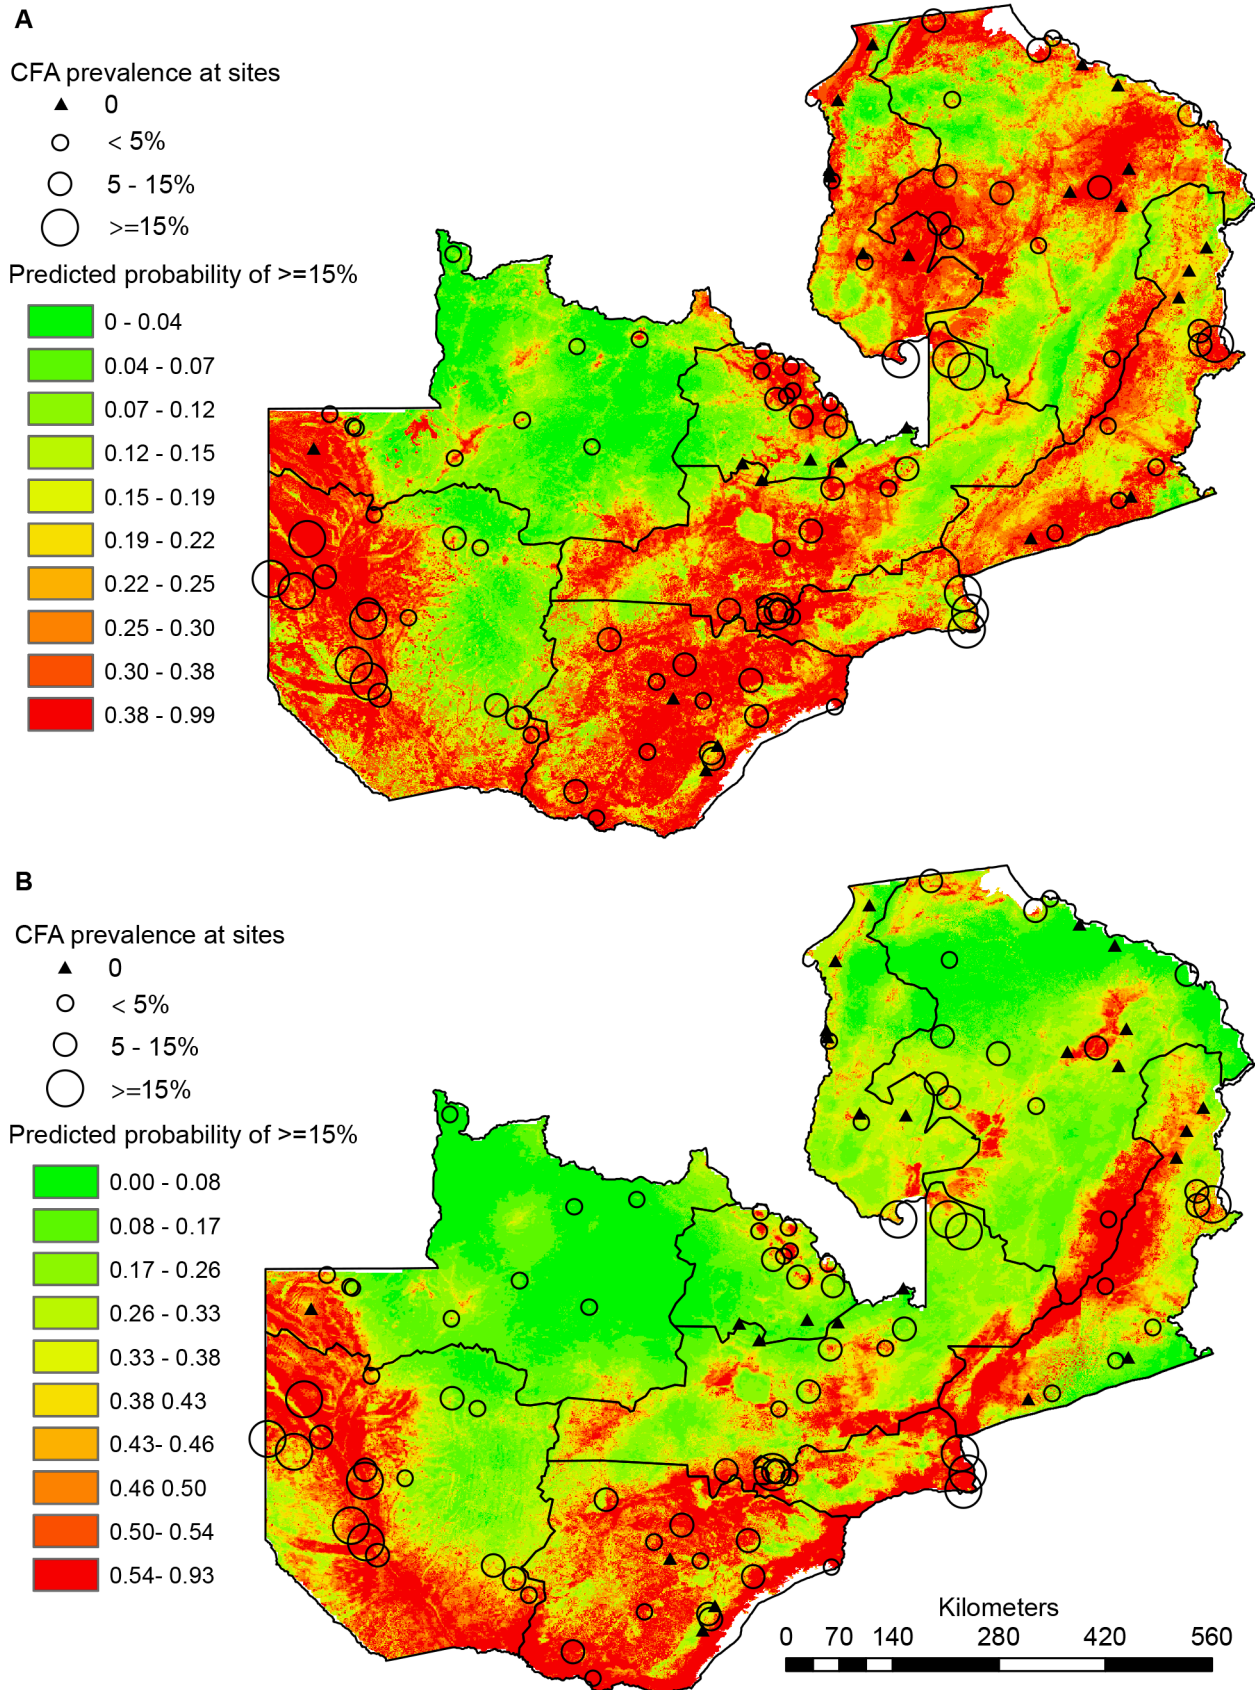 A
CFA prevalence at sites
0
< 5%
5 - 15%
>=15%
Predicted probability of >=15%
0 - 0.04
0.04 - 0.07
0.07 - 0.12
0.12 - 0.15
0.15 - 0.19
0.19 - 0.22
0.22 - 0.25
0.25 - 0.30
0.30 - 0.38
0.38 - 0.99
B
CFA prevalence at sites
0
< 5%
5 - 15%
>=15%
Predicted probability of >=15%
0.00 - 0.08
0.08 - 0.17
0.17 - 0.26
0.26 - 0.33
0.33 - 0.38
0.38 0.43
0.43- 0.46
0.46 0.50
0.50- 0.54
0.54- 0.93
Kilometers
0 70 140 280 420 560